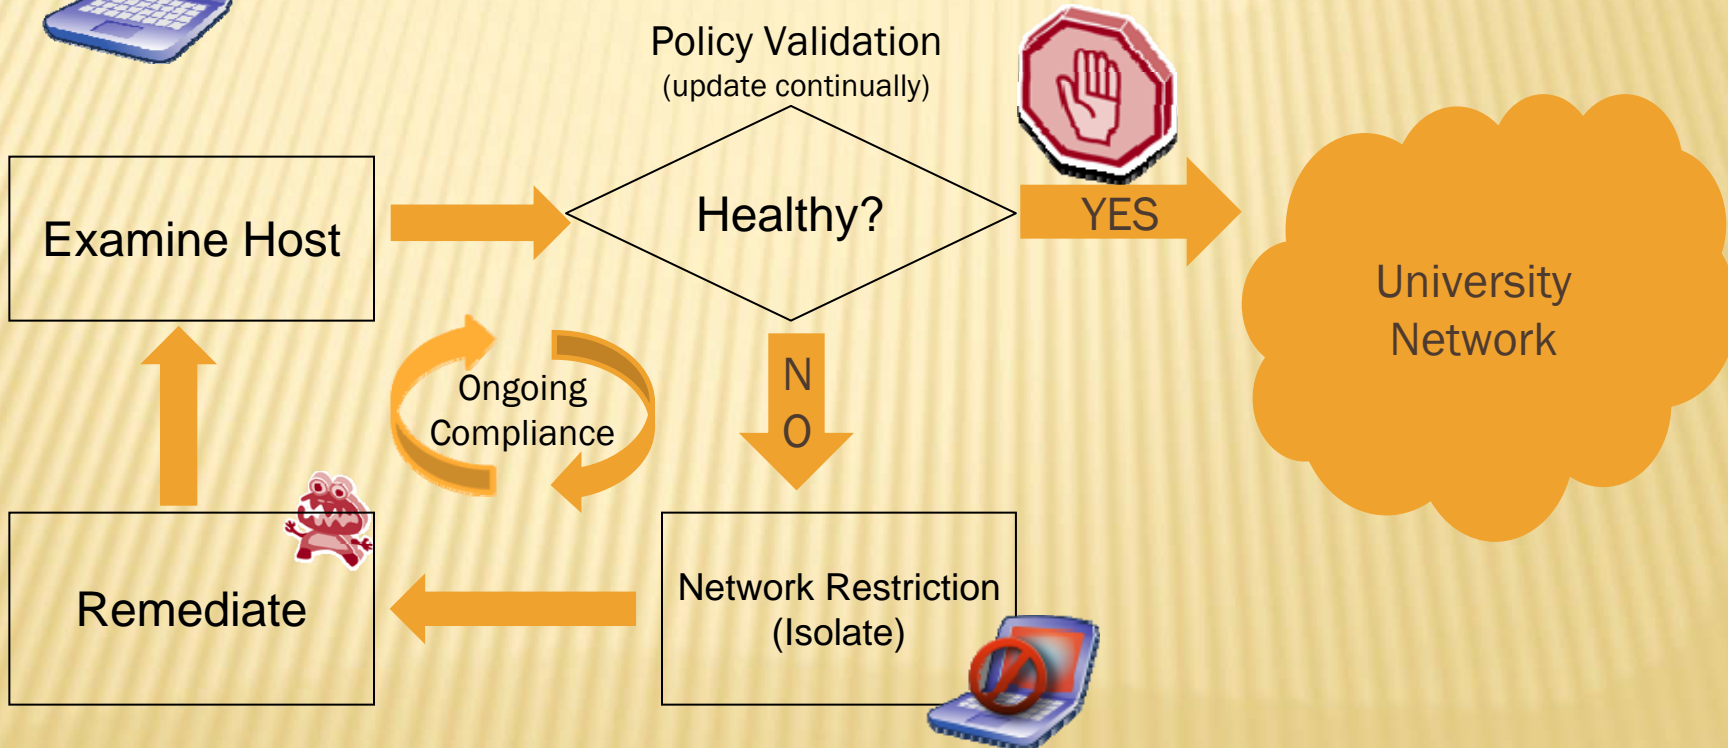 Policy Validation
(update continually)
Examine Host
Healthy?
YES
University
Network
Ongoing
Compliance
N
O
Remediate
Network Restriction
(Isolate)